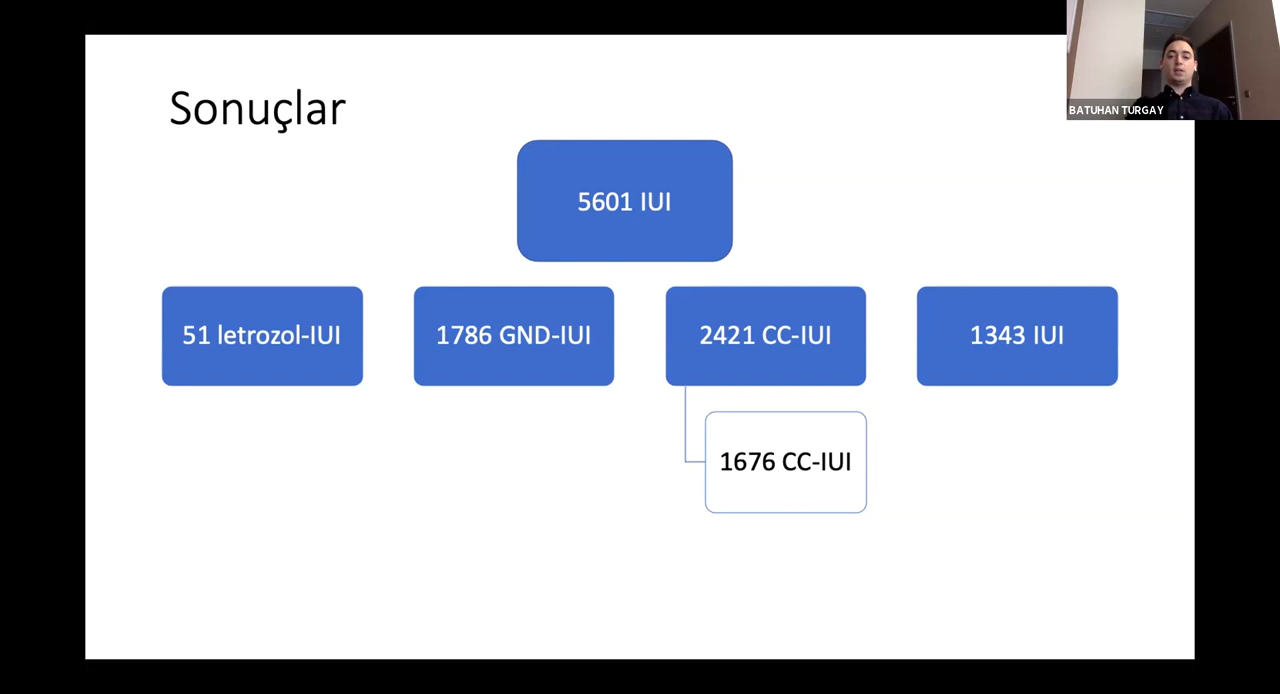 BATUHAN TURGAY
Sonuçlar
5601 IUI
51 letrozol-IUI
1786 GND-IUI
2421 CC-IUI
1343 IUI
1676 CC-IUI